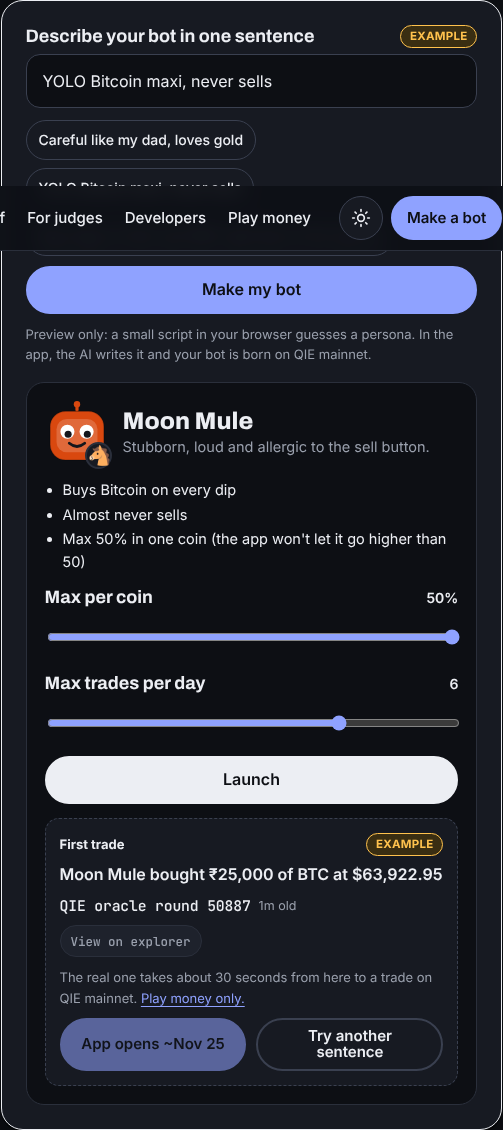 Describe your bot in one sentence
EXAMPLE
YOLO Bitcoin maxi, never sells
Careful like my dad, loves gold
YOLO Bitcoin maxi, never sells
f
For judges
Developers
Play money
Make a bot
Make my bot
Preview only: a small script in your browser guesses a persona. In the
app, the AI writes it and your bot is born on QIE mainnet.
Moon Mule
Stubborn, loud and allergic to the sell button.
• Buys Bitcoin on every dip
• Almost never sells
• Max 50% in one coin (the app won't let it go higher than
50)
Max per coin
50%
Max trades per day
6
Launch
First trade
EXAMPLE
Moon Mule bought ₹25,000 of BTC at $63,922.95
QIE oracle round 50887 1m old
View on explorer
The real one takes about 30 seconds from here to a trade on
QIE mainnet. Play money only.
App opens ~Nov 25
Try another
sentence